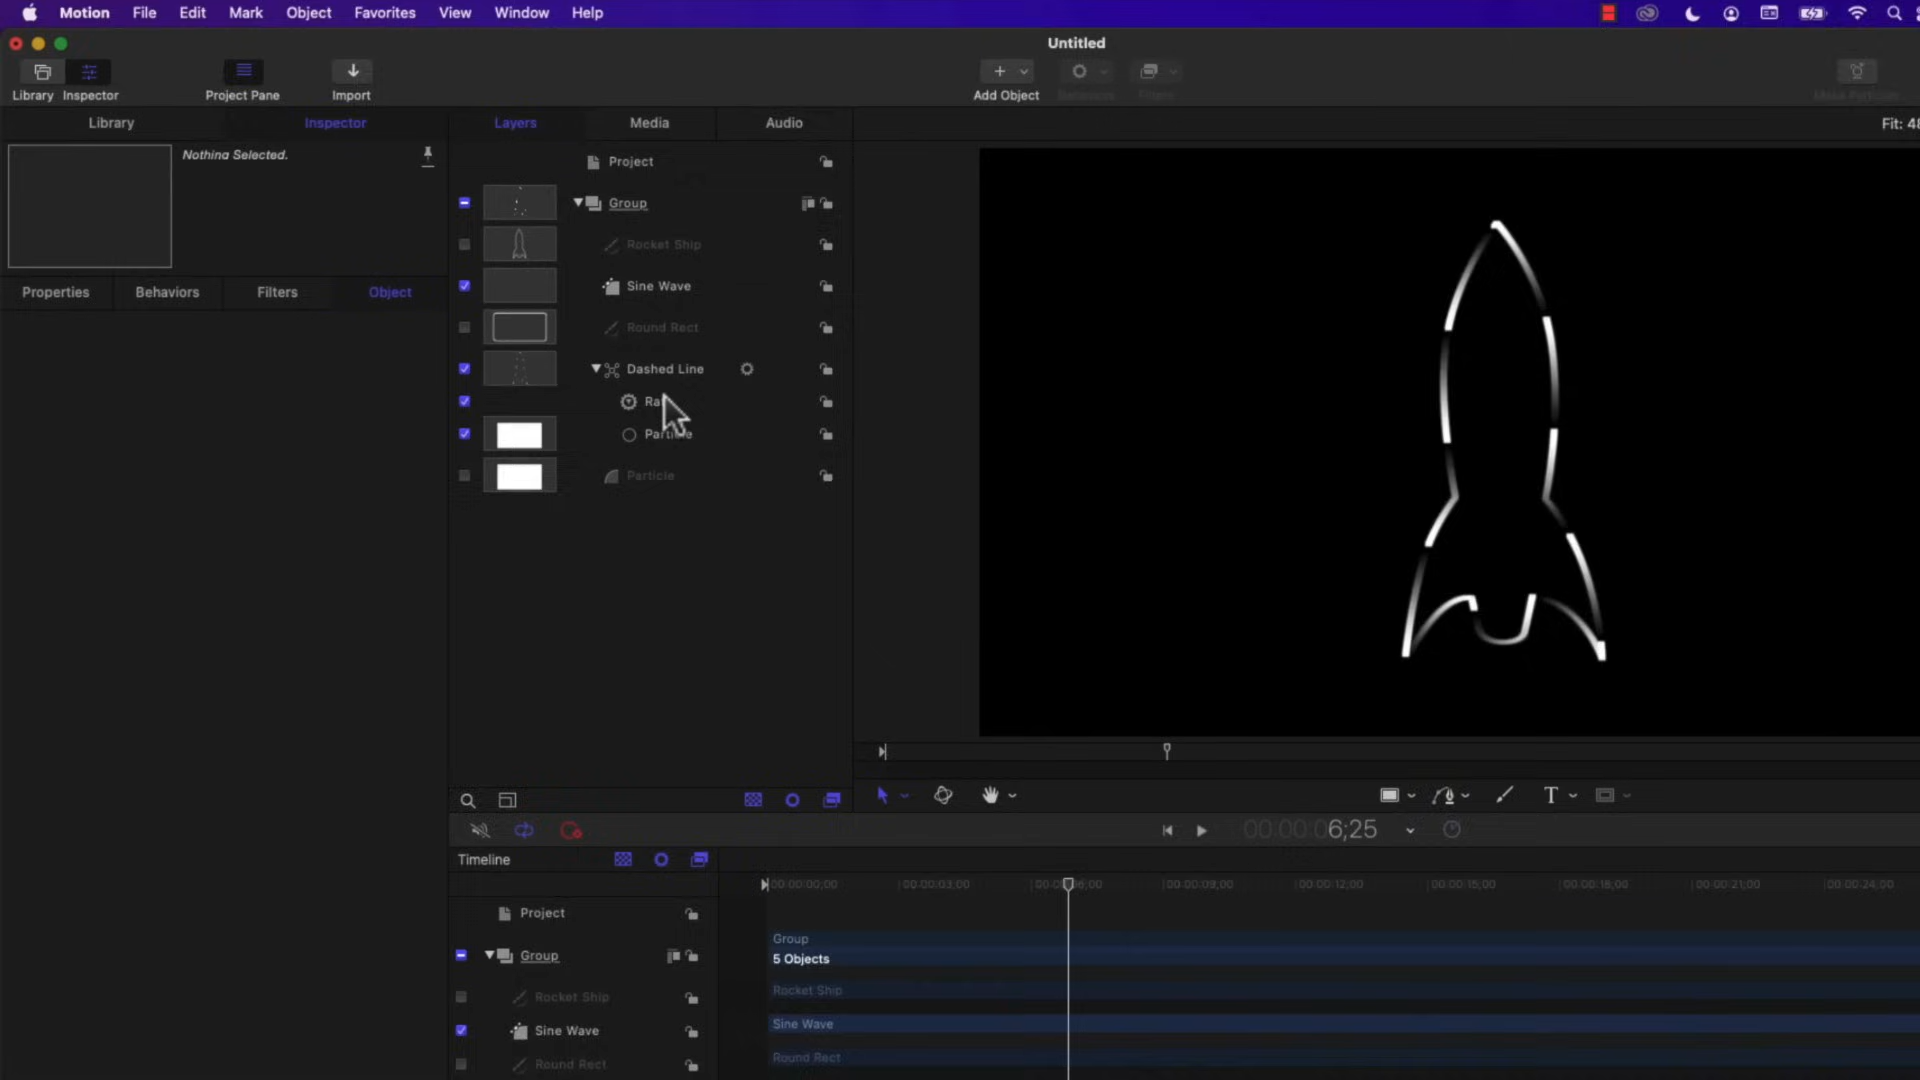 Motion File Edit Mark Object Favorites View Window Help
Untitled
Library Inspector Project Pane Import Add Object
Library Inspector Layers Media Audio Fit: 48
Nothing Selected.
Project
Group
Rocket Ship
Sine Wave
Properties Behaviors Filters Object
Round Rect
Dashed Line
Particle
Particle
T
00:00:06;25
Timeline
00:00:00;00 00:00:03;00 00:00:09;00 00:00:12;00 00:00:15;00 00:00:18;00 00:00:21;00 00:00:24;00
Project
Group
5 Objects
Group
Rocket Ship
Rocket Ship
Sine Wave
Sine Wave
Round Rect
Round Rect